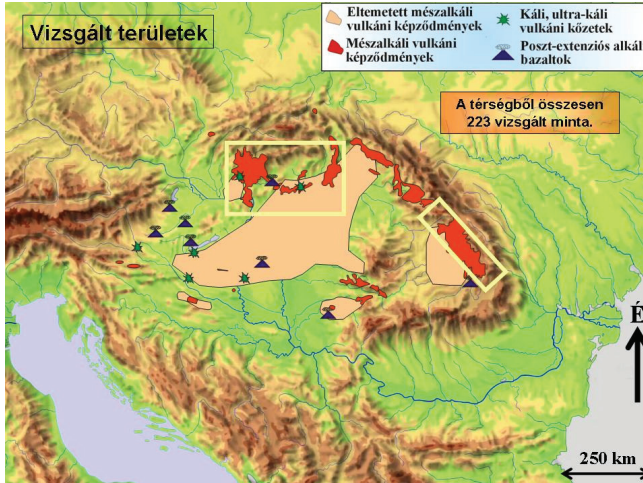 Vizsgált területek
Eltemetett mészalkáli
vulkáni képződmények
Mészalkáli vulkáni
képződmények
Káli, ultra-káli
vulkáni kőzetek
Poszt-extenziós alkáli
bazaltok
A térségből összesen
223 vizsgált minta.
É
250 km